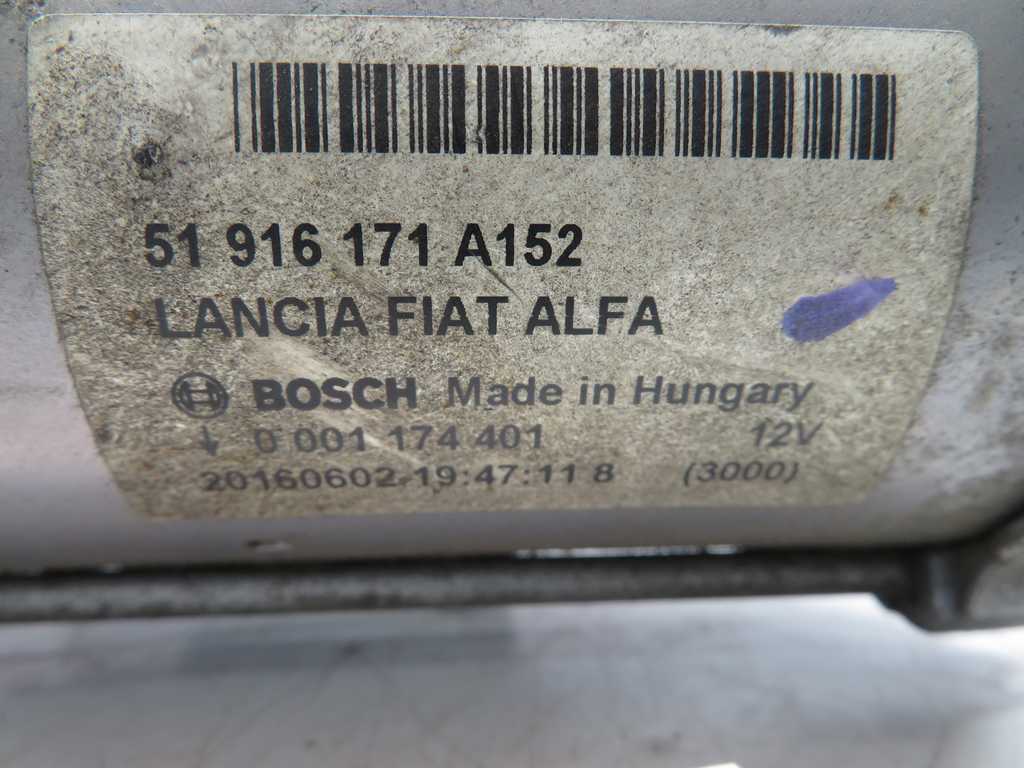 51 916 171 A152
LANCIA FIAT ALFA
BOSCH Made in Hungary
0 001 174 401 12V
20160602-19:47:11 8 (3000)